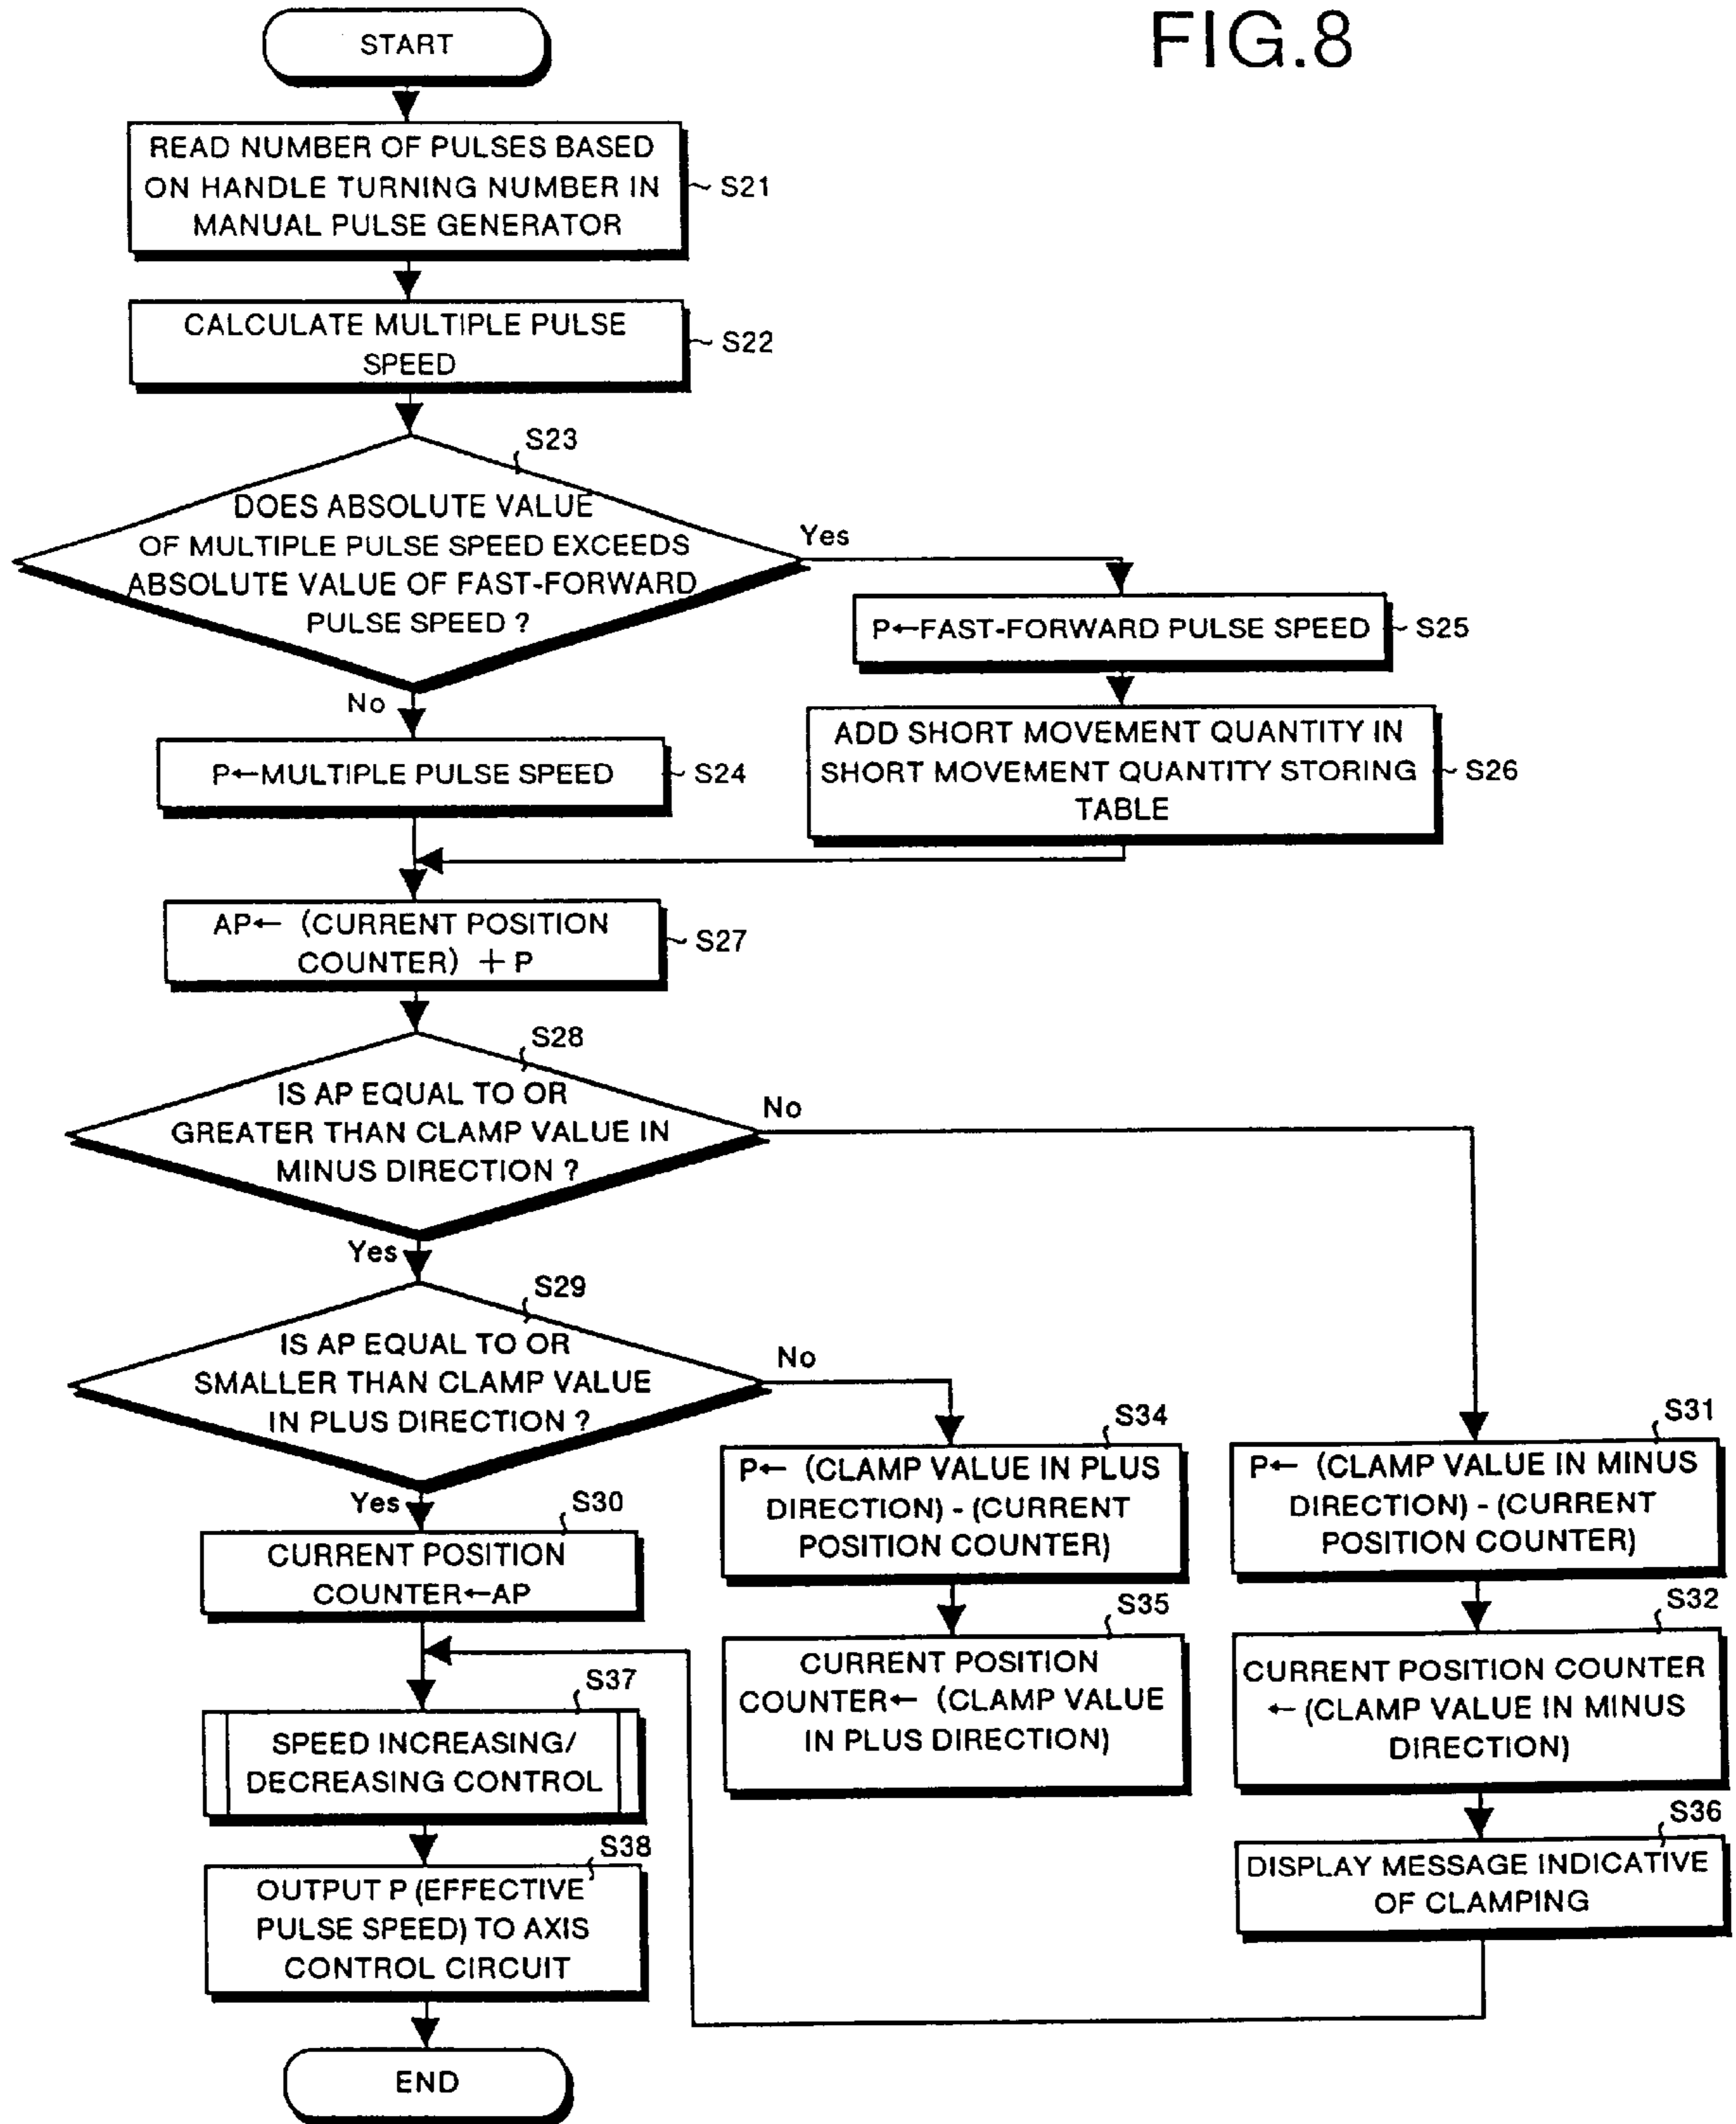 FIG.8
START
READ NUMBER OF PULSES BASED
ON HANDLE TURNING NUMBER IN
MANUAL PULSE GENERATOR
S21
CALCULATE MULTIPLE PULSE
SPEED
S22
S23
DOES ABSOLUTE VALUE
OF MULTIPLE PULSE SPEED EXCEEDS
ABSOLUTE VALUE OF FAST-FORWARD
PULSE SPEED ?
Yes
No
P←FAST-FORWARD PULSE SPEED
S25
ADD SHORT MOVEMENT QUANTITY IN
SHORT MOVEMENT QUANTITY STORING
TABLE
S26
P←MULTIPLE PULSE SPEED
S24
AP← (CURRENT POSITION
COUNTER) + P
S27
S28
IS AP EQUAL TO OR
GREATER THAN CLAMP VALUE IN
MINUS DIRECTION ?
No
Yes
S29
IS AP EQUAL TO OR
SMALLER THAN CLAMP VALUE
IN PLUS DIRECTION ?
No
Yes
S30
CURRENT POSITION
COUNTER←AP
S34
P← (CLAMP VALUE IN PLUS
DIRECTION) - (CURRENT
POSITION COUNTER)
S35
CURRENT POSITION
COUNTER← (CLAMP VALUE
IN PLUS DIRECTION)
S31
P← (CLAMP VALUE IN MINUS
DIRECTION) - (CURRENT
POSITION COUNTER)
S32
CURRENT POSITION COUNTER
← (CLAMP VALUE IN MINUS
DIRECTION)
S36
DISPLAY MESSAGE INDICATIVE
OF CLAMPING
S37
SPEED INCREASING/
DECREASING CONTROL
S38
OUTPUT P (EFFECTIVE
PULSE SPEED) TO AXIS
CONTROL CIRCUIT
END